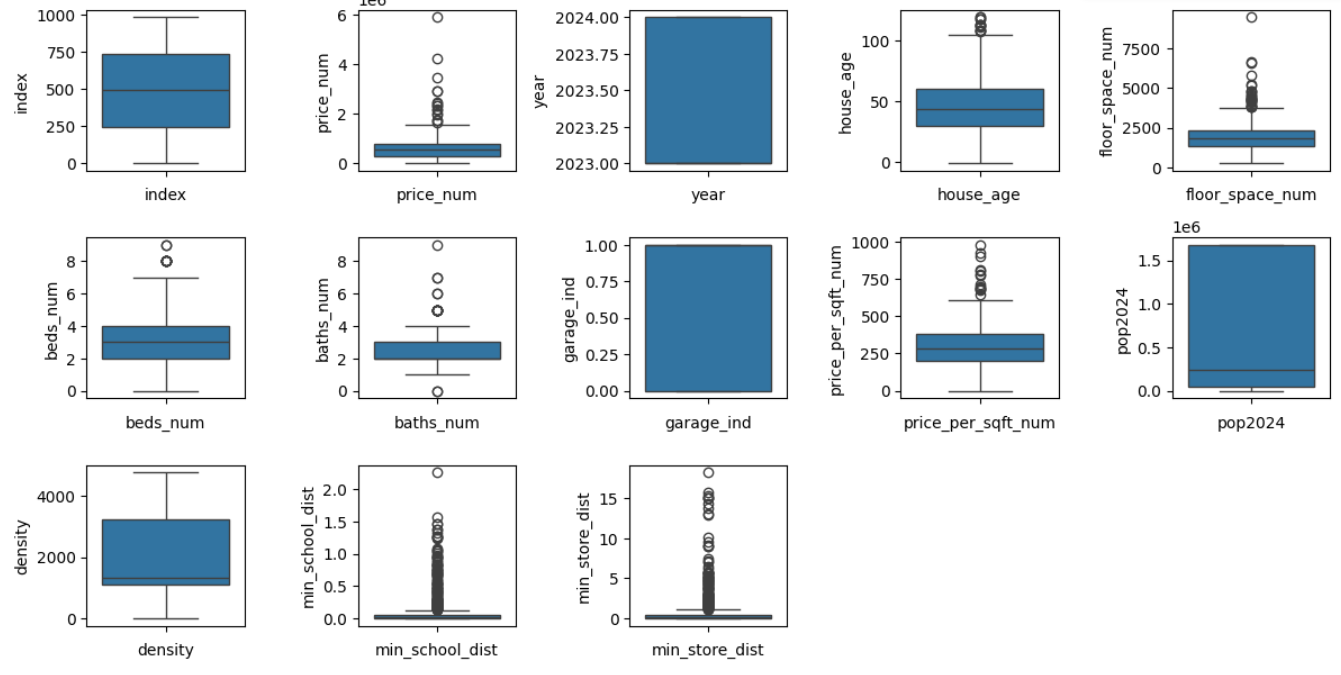 index
1000
750
500
250
0
index
1e6
price_num
6
4
2
0
price_num
year
2024.00
2023.75
2023.50
2023.25
2023.00
year
house_age
100
50
0
house_age
floor_space_num
7500
5000
2500
0
floor_space_num
beds_num
8
6
4
2
0
beds_num
baths_num
8
6
4
2
0
baths_num
garage_ind
1.00
0.75
0.50
0.25
0.00
garage_ind
price_per_sqft_num
1000
750
500
250
0
price_per_sqft_num
1e6
pop2024
1.5
1.0
0.5
0.0
pop2024
density
4000
2000
0
density
min_school_dist
2.0
1.5
1.0
0.5
0.0
min_school_dist
min_store_dist
15
10
5
0
min_store_dist